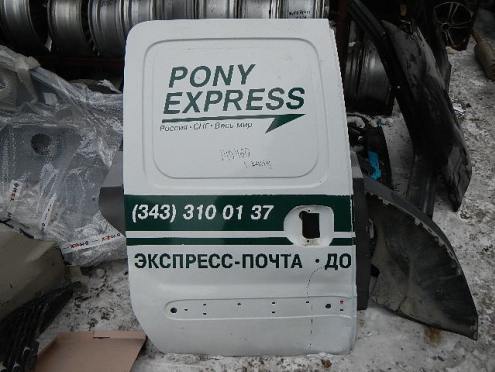 PONY
EXPRESS
Россия • СНГ • Весь мир
(343) 310 01 37
ЭКСПРЕСС-ПОЧТА • ДО